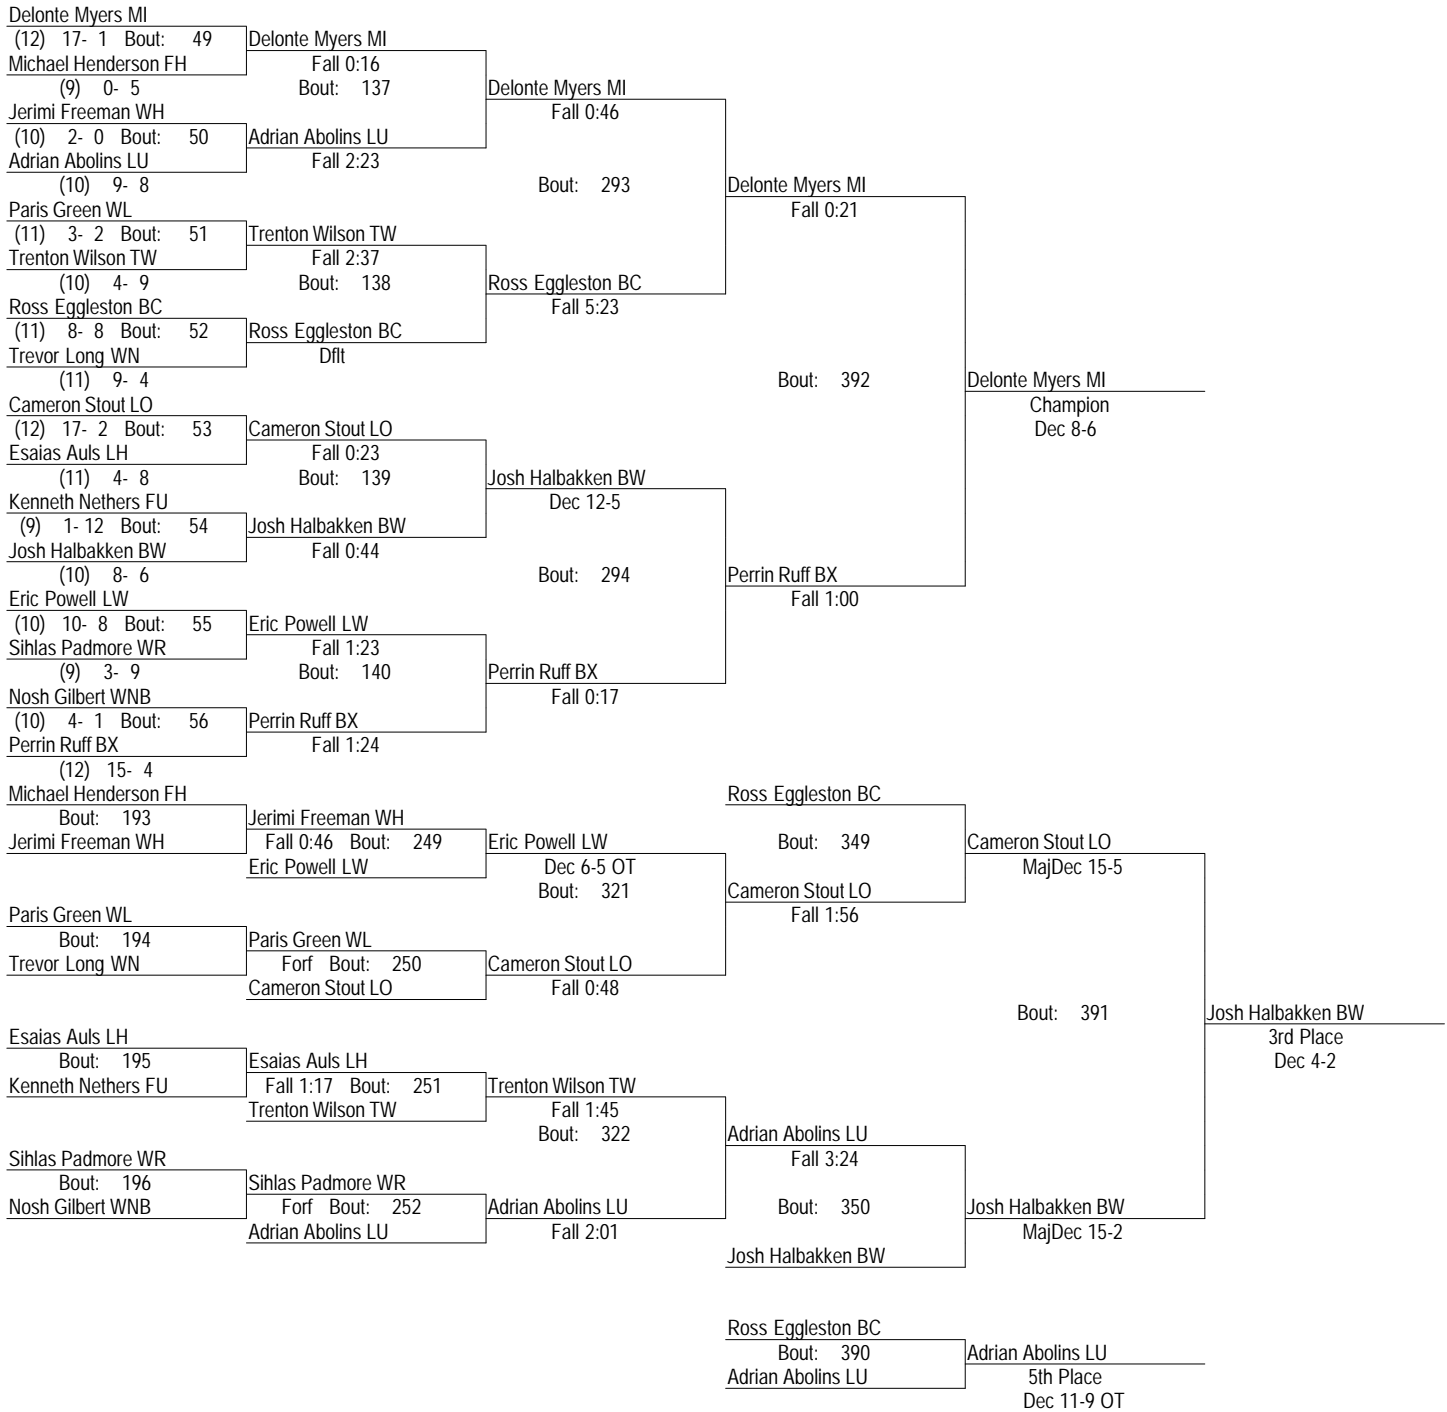 Delonte Myers MI
(12) 17- 1 Bout: 49 Delonte Myers MI
Michael Henderson FH Fall 0:16
(9) 0- 5 Bout: 137 Delonte Myers MI
Jerimi Freeman WH Fall 0:46
(10) 2- 0 Bout: 50 Adrian Abolins LU
Adrian Abolins LU Fall 2:23
(10) 9- 8 Bout: 293 Delonte Myers MI
Paris Green WL Fall 0:21
(11) 3- 2 Bout: 51 Trenton Wilson TW
Trenton Wilson TW Fall 2:37
(10) 4- 9 Bout: 138 Ross Eggleston BC
Ross Eggleston BC Fall 5:23
(11) 8- 8 Bout: 52 Ross Eggleston BC
Trevor Long WN Dflt
(11) 9- 4 Bout: 392 Delonte Myers MI
Cameron Stout LO Champion
(12) 17- 2 Bout: 53 Cameron Stout LO Dec 8-6
Esaias Auls LH Fall 0:23
(11) 4- 8 Bout: 139 Josh Halbakken BW
Kenneth Nethers FU Dec 12-5
(9) 1- 12 Bout: 54 Josh Halbakken BW
Josh Halbakken BW Fall 0:44
(10) 8- 6 Bout: 294 Perrin Ruff BX
Eric Powell LW Fall 1:00
(10) 10- 8 Bout: 55 Eric Powell LW
Sihlas Padmore WR Fall 1:23
(9) 3- 9 Bout: 140 Perrin Ruff BX
Nosh Gilbert WNB Fall 0:17
(10) 4- 1 Bout: 56 Perrin Ruff BX
Perrin Ruff BX Fall 1:24
(12) 15- 4
Michael Henderson FH Ross Eggleston BC
Bout: 193 Jerimi Freeman WH
Jerimi Freeman WH Fall 0:46 Bout: 249 Eric Powell LW Bout: 349 Cameron Stout LO
Eric Powell LW Dec 6-5 OT MajDec 15-5
Bout: 321 Cameron Stout LO
Paris Green WL Fall 1:56
Bout: 194 Paris Green WL
Trevor Long WN Forf Bout: 250 Cameron Stout LO
Cameron Stout LO Fall 0:48
Bout: 391 Josh Halbakken BW
Esaias Auls LH 3rd Place
Bout: 195 Esaias Auls LH Dec 4-2
Kenneth Nethers FU Fall 1:17 Bout: 251 Trenton Wilson TW
Trenton Wilson TW Fall 1:45
Bout: 322 Adrian Abolins LU
Sihlas Padmore WR Fall 3:24
Bout: 196 Sihlas Padmore WR
Nosh Gilbert WNB Forf Bout: 252 Adrian Abolins LU Bout: 350 Josh Halbakken BW
Adrian Abolins LU Fall 2:01 MajDec 15-2
Josh Halbakken BW
Ross Eggleston BC
Bout: 390 Adrian Abolins LU
Adrian Abolins LU 5th Place
Dec 11-9 OT